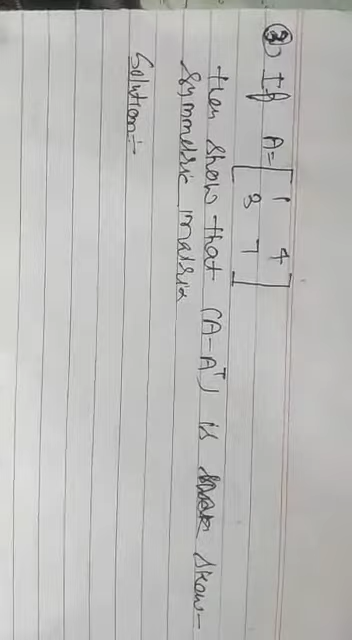 3) If A = [ 1 4
3 7 ]
then show that (A - Aᵀ) is skew-
symmetric matrix
Solution:-